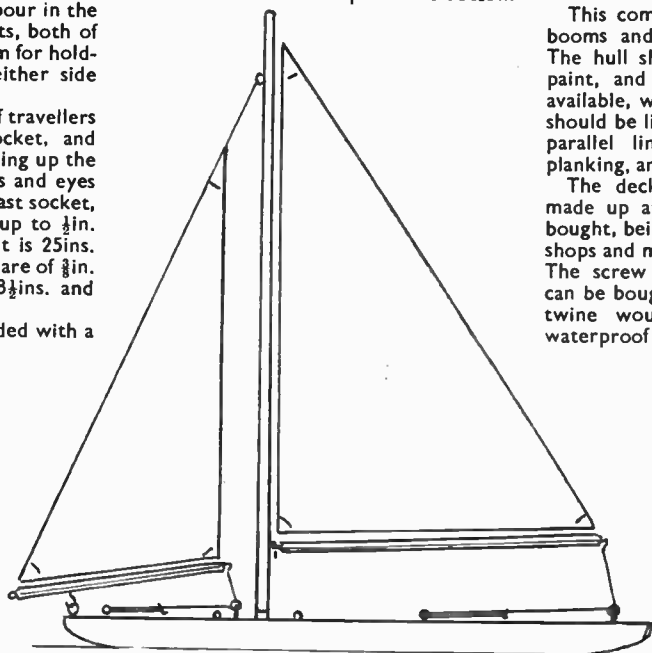 pour in the
ts, both of
m for hold-
either side
f travellers
ocket, and
ing up the
s and eyes
ast socket,
up to ½in.
t is 25ins.
are of ⅜in.
3½ins. and
ded with a
This com
booms and
The hull sh
paint, and
available, w
should be li
parallel lin
planking, an
The deck
made up a
bought, bei
shops and m
The screw
can be boug
twine wou
waterproof